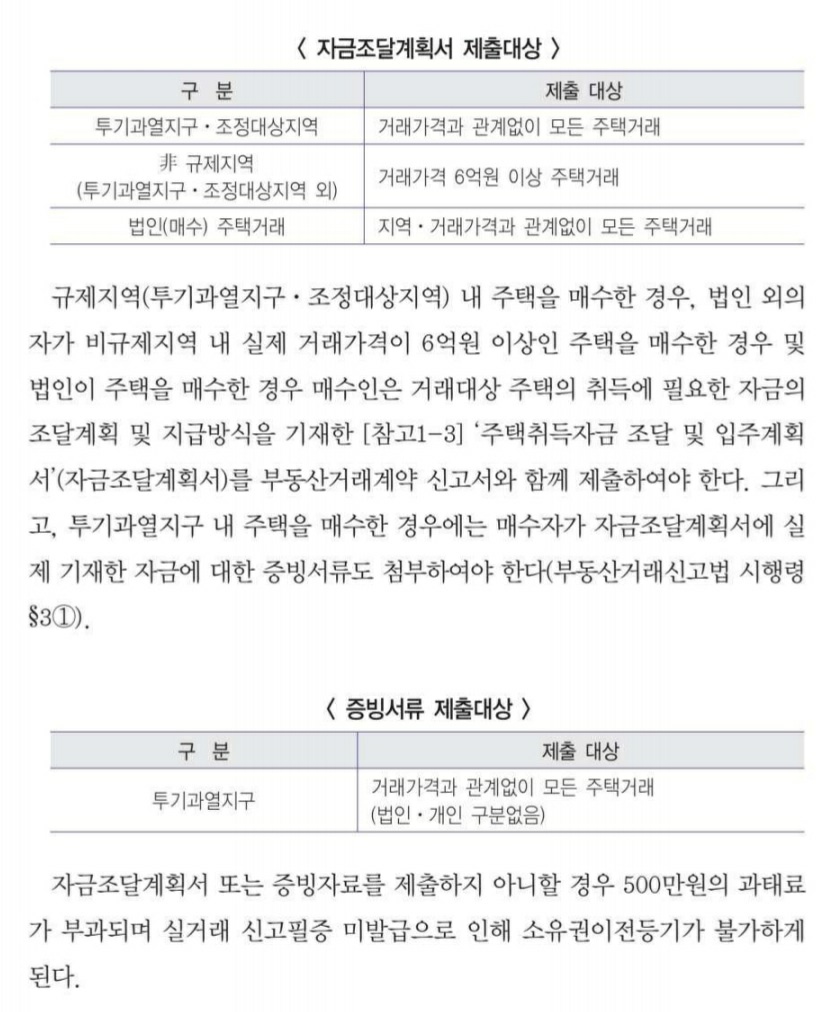 〈 자금조달계획서 제출대상 〉
구 분 제출 대상
투기과열지구·조정대상지역 거래가격과 관계없이 모든 주택거래
非 규제지역
(투기과열지구·조정대상지역 외) 거래가격 6억원 이상 주택거래
법인(매수) 주택거래 지역·거래가격과 관계없이 모든 주택거래
규제지역(투기과열지구·조정대상지역) 내 주택을 매수한 경우, 법인 외의
자가 비규제지역 내 실제 거래가격이 6억원 이상인 주택을 매수한 경우 및
법인이 주택을 매수한 경우 매수인은 거래대상 주택의 취득에 필요한 자금의
조달계획 및 지급방식을 기재한 [참고1-3] ‘주택취득자금 조달 및 입주계획
서’(자금조달계획서)를 부동산거래계약 신고서와 함께 제출하여야 한다. 그리
고, 투기과열지구 내 주택을 매수한 경우에는 매수자가 자금조달계획서에 실
제 기재한 자금에 대한 증빙서류도 첨부하여야 한다(부동산거래신고법 시행령
§3①).
〈 증빙서류 제출대상 〉
구 분 제출 대상
투기과열지구 거래가격과 관계없이 모든 주택거래
(법인·개인 구분없음)
자금조달계획서 또는 증빙자료를 제출하지 아니할 경우 500만원의 과태료
가 부과되며 실거래 신고필증 미발급으로 인해 소유권이전등기가 불가하게
된다.